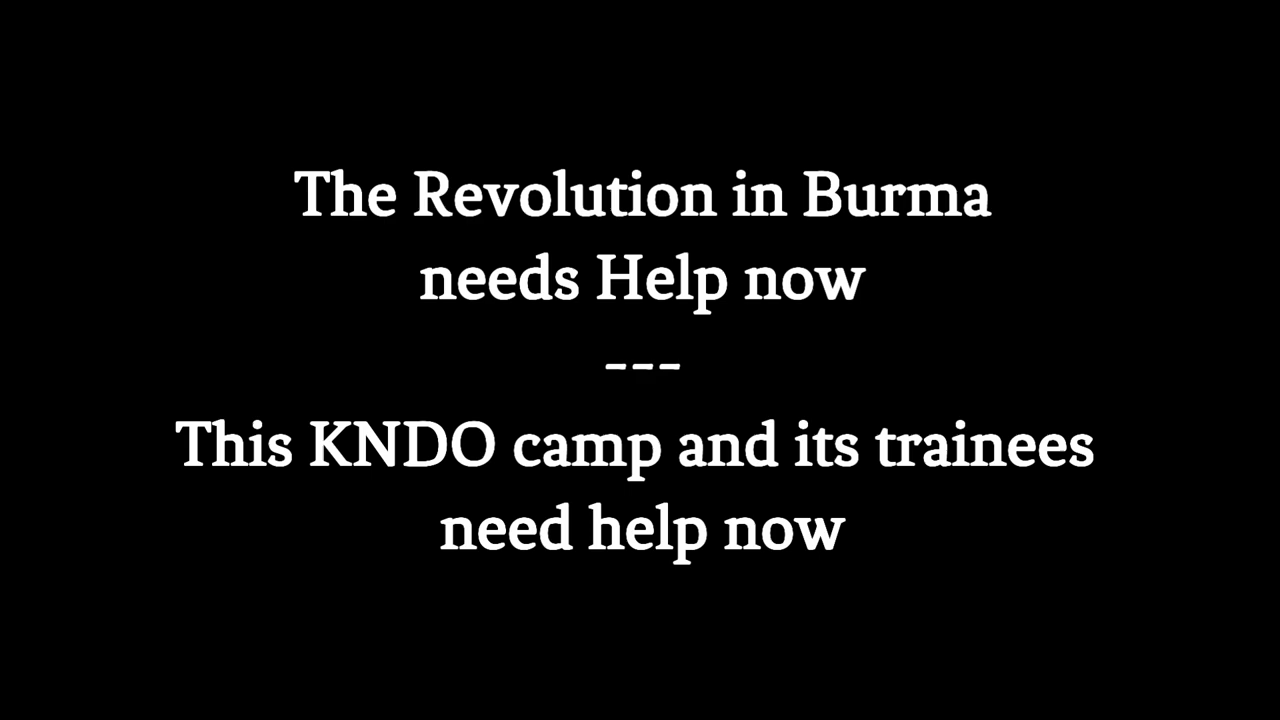 The Revolution in Burma
needs Help now
---
This KNDO camp and its trainees
need help now